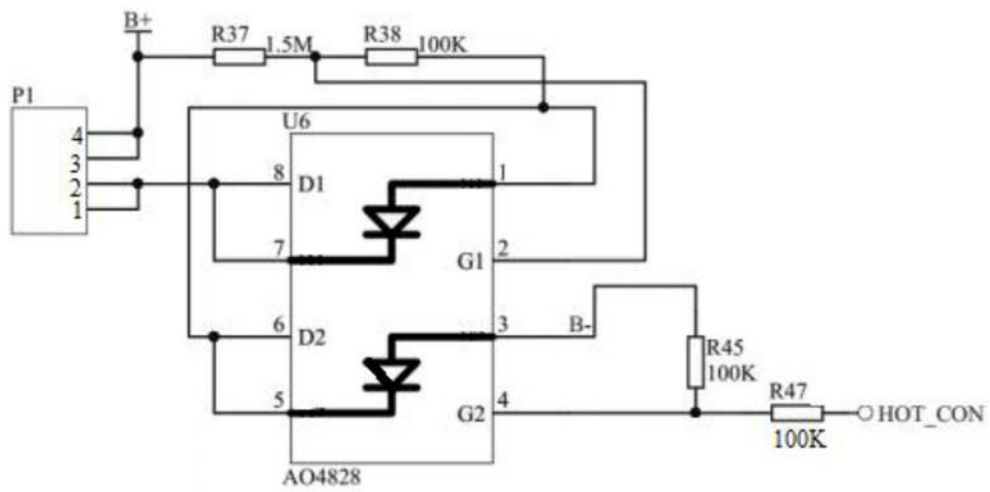 B+
R37 1.5M R38 100K
P1
U6
4
3
2
1
8 D1 1
7 G1 2
6 D2 3 B-
R45
100K
5 G2 4
R47
100K
HOT_CON
AO4828